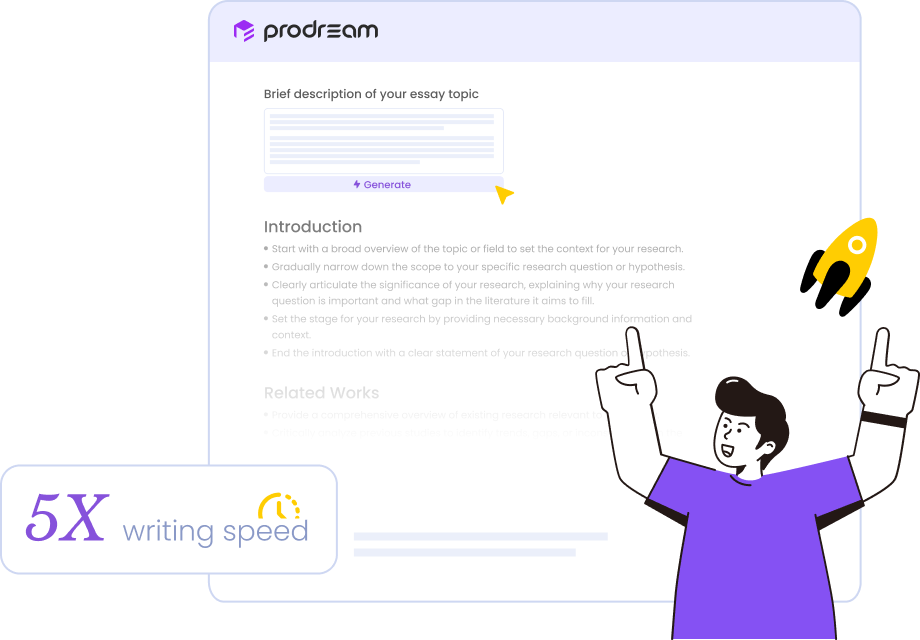 prodream
Brief description of your essay topic
Generate
Introduction
Start with a broad overview of the topic or field to set the context for your research.
Gradually narrow down the scope to your specific research question or hypothesis.
Clearly articulate the significance of your research, explaining why your research
question is important and what gap in the literature it aims to fill.
Set the stage for your research by providing necessary background information and
context.
End the introduction with a clear statement of your research question or hypothesis.
Related Works
Provide a comprehensive overview of existing research relevant
5X writing speed